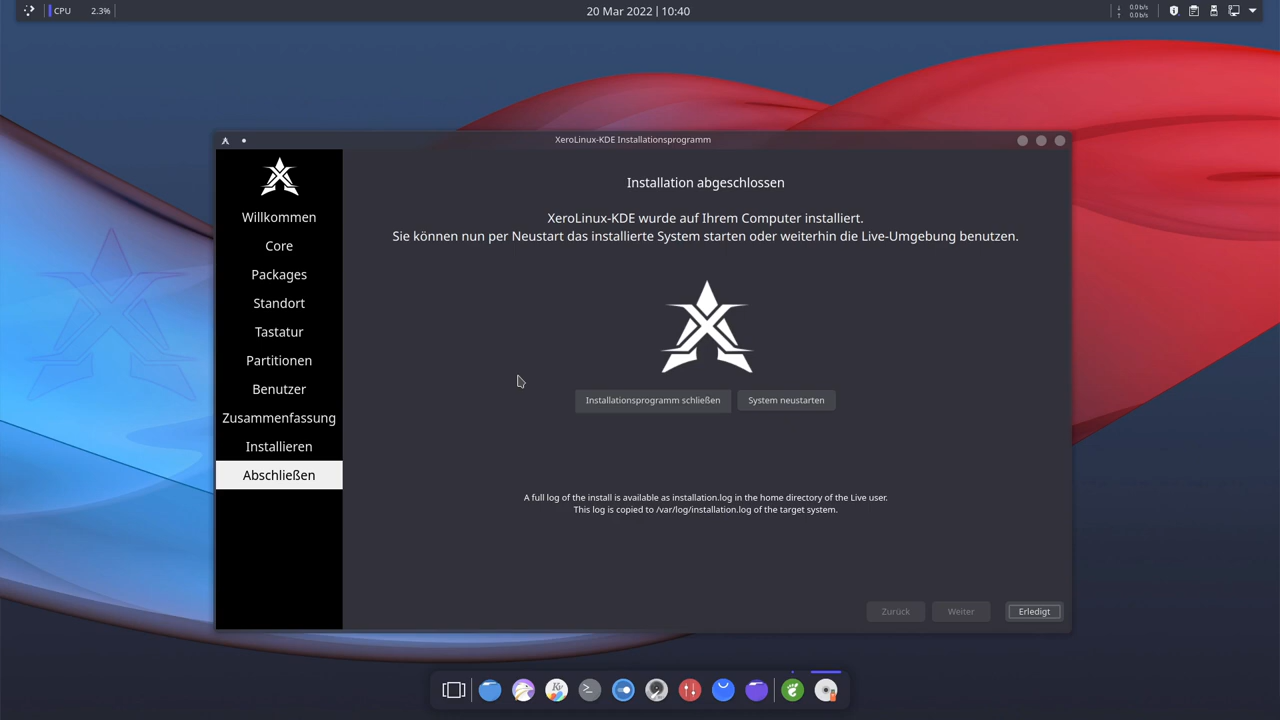 CPU 2.3% 20 Mar 2022 | 10:40 0.0 b/s
0.0 b/s
XeroLinux-KDE Installationsprogramm
Willkommen
Core
Packages
Standort
Tastatur
Partitionen
Benutzer
Zusammenfassung
Installieren
Abschließen
Installation abgeschlossen
XeroLinux-KDE wurde auf Ihrem Computer installiert.
Sie können nun per Neustart das installierte System starten oder weiterhin die Live-Umgebung benutzen.
Installationsprogramm schließen System neustarten
A full log of the install is available as installation.log in the home directory of the Live user.
This log is copied to /var/log/installation.log of the target system.
Zurück Weiter Erledigt